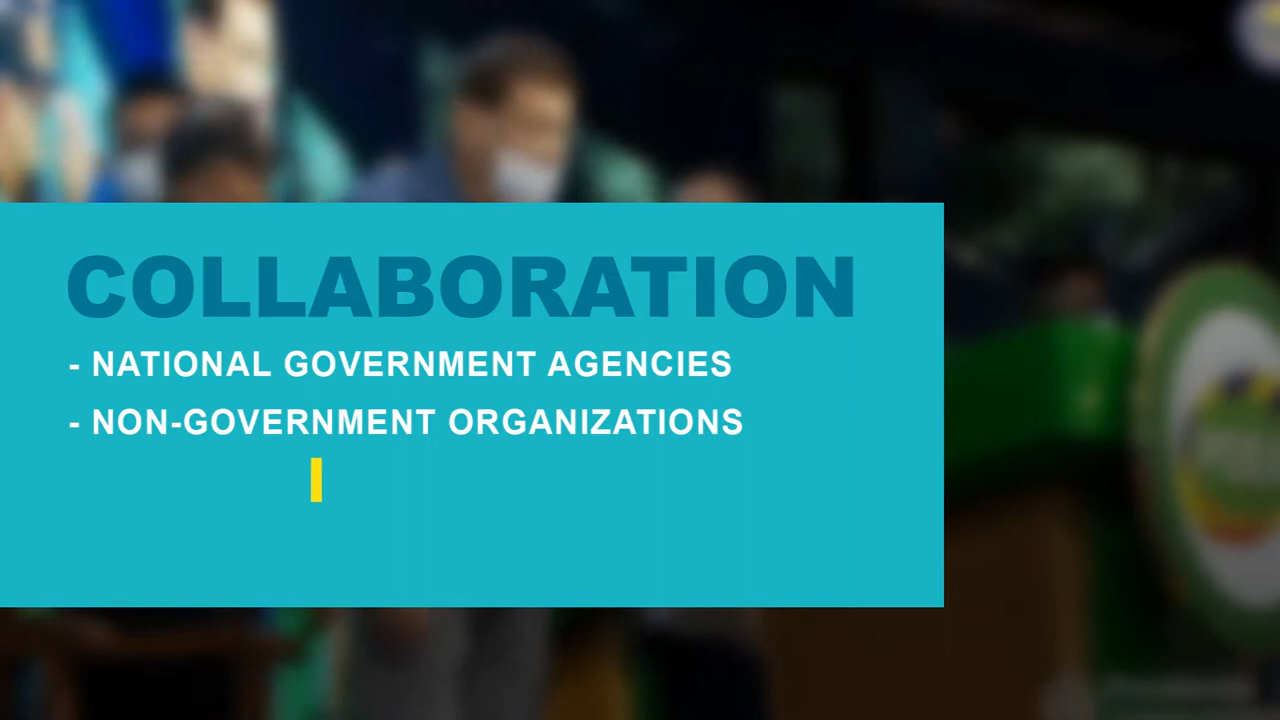 COLLABORATION
- NATIONAL GOVERNMENT AGENCIES
- NON-GOVERNMENT ORGANIZATIONS